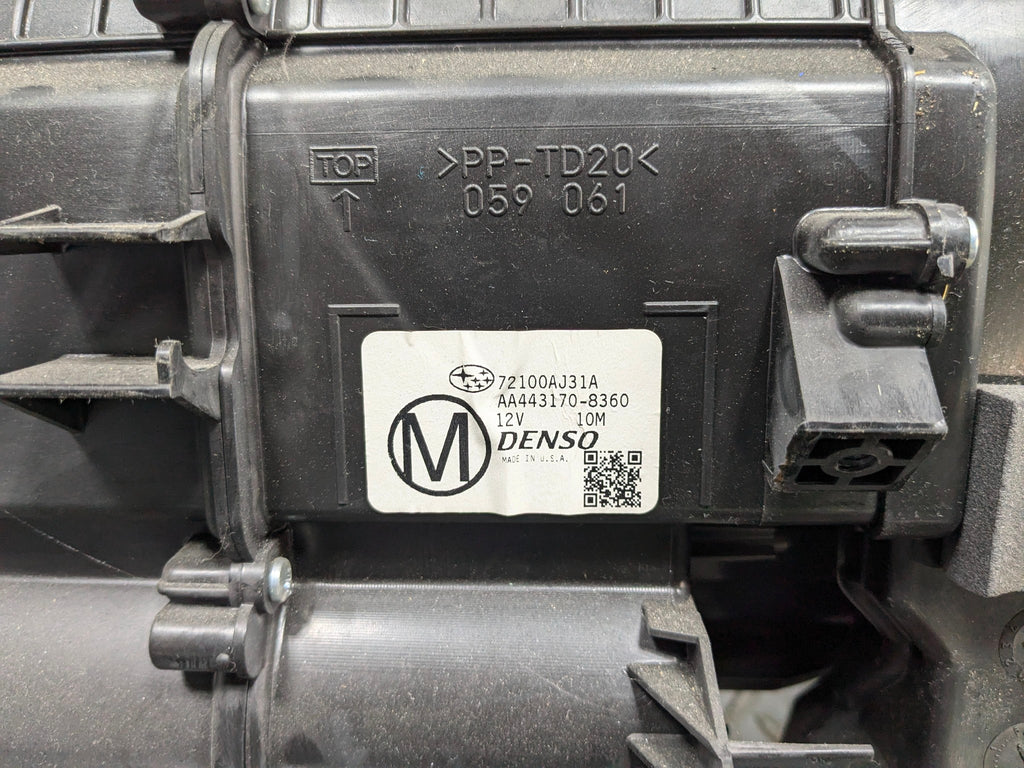 TOP
>PP-TD20<
059 061
72100AJ31A
AA443170-8360
12V 10M
M
DENSO
MADE IN U.S.A.